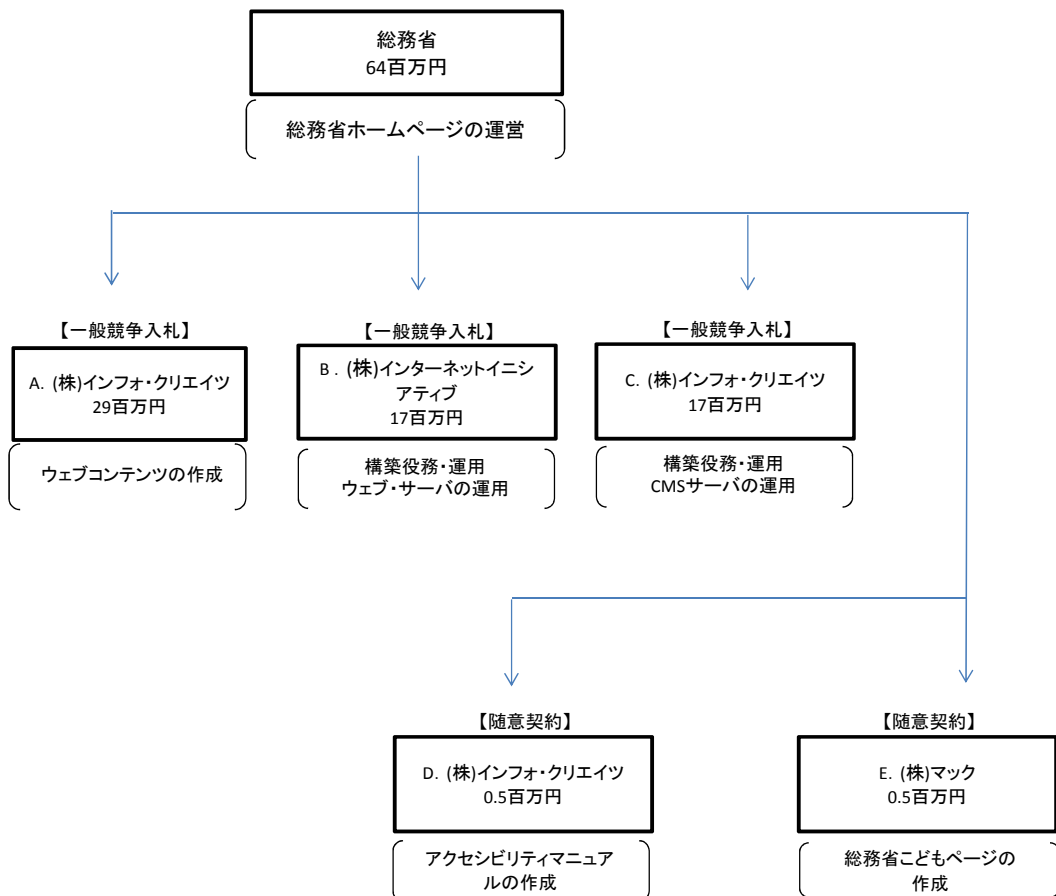 総務省
64百万円
総務省ホームページの運営
【一般競争入札】
A. (株)インフォ・クリエイツ
29百万円
ウェブコンテンツの作成
【一般競争入札】
B . (株)インターネットイニシ
アティブ
17百万円
構築役務・運用
ウェブ・サーバの運用
【一般競争入札】
C. (株)インフォ・クリエイツ
17百万円
構築役務・運用
CMSサーバの運用
【随意契約】
D. (株)インフォ・クリエイツ
0.5百万円
アクセシビリティマニュア
ルの作成
【随意契約】
E. (株)マック
0.5百万円
総務省こどもページの
作成